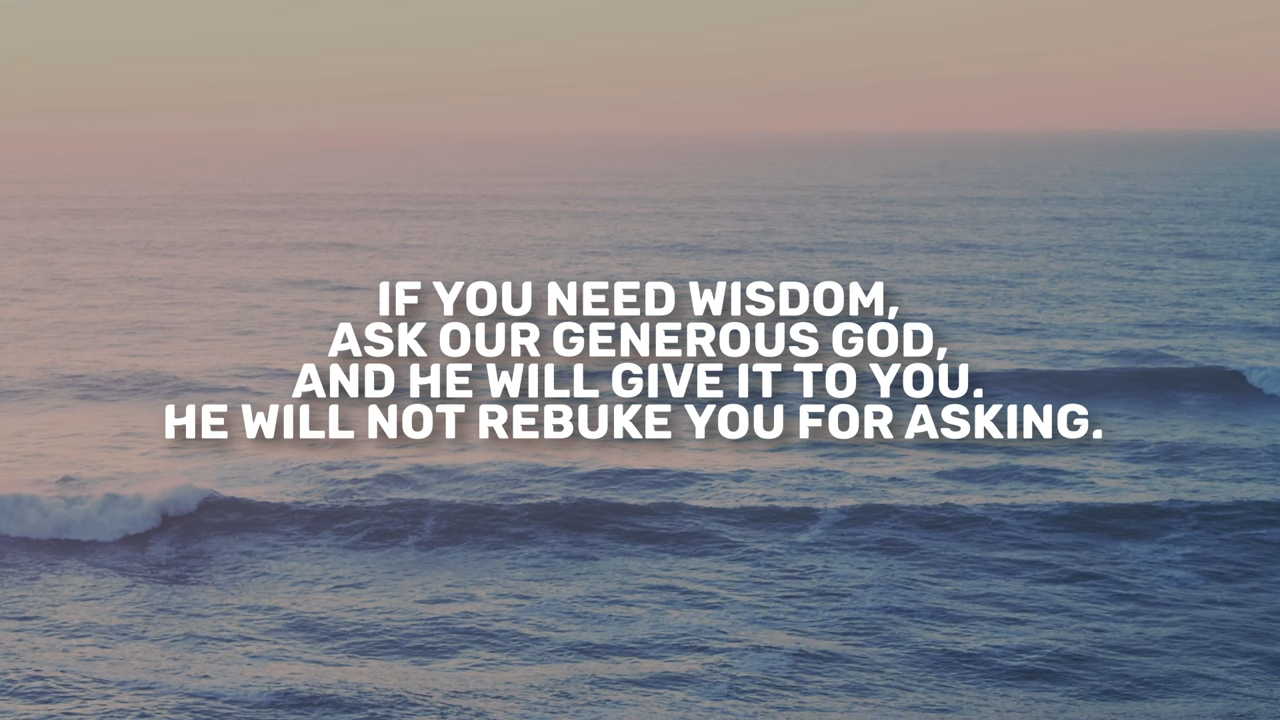 IF YOU NEED WISDOM,
ASK OUR GENEROUS GOD,
AND HE WILL GIVE IT TO YOU.
HE WILL NOT REBUKE YOU FOR ASKING.